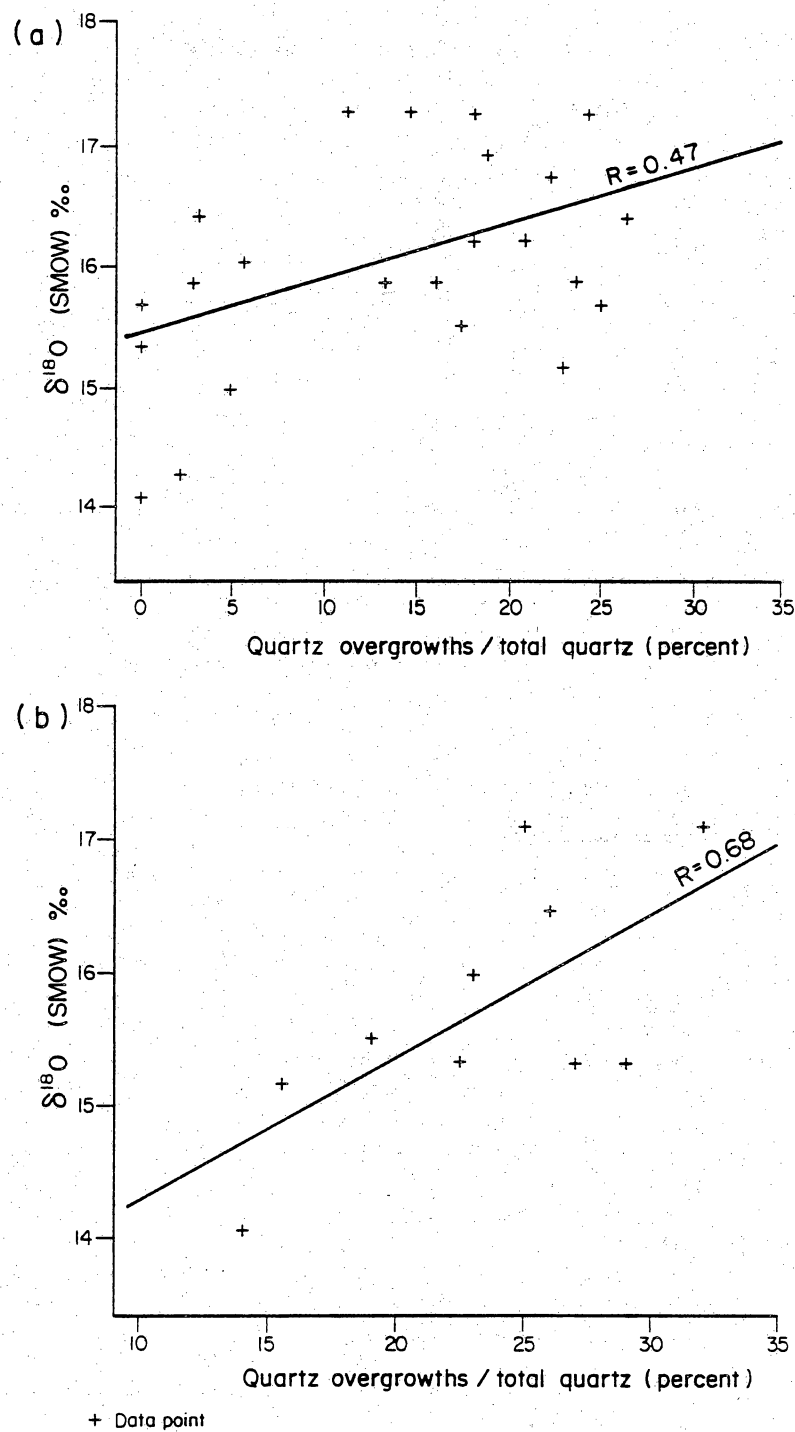 (a)
18
17
16
15
14
δ¹⁸O (SMOW) ‰
R=0.47
0 5 10 15 20 25 30 35
Quartz overgrowths / total quartz (percent)
(b)
18
17
16
15
14
δ¹⁸O (SMOW) ‰
R=0.68
10 15 20 25 30 35
Quartz overgrowths / total quartz (percent)
+ Data point